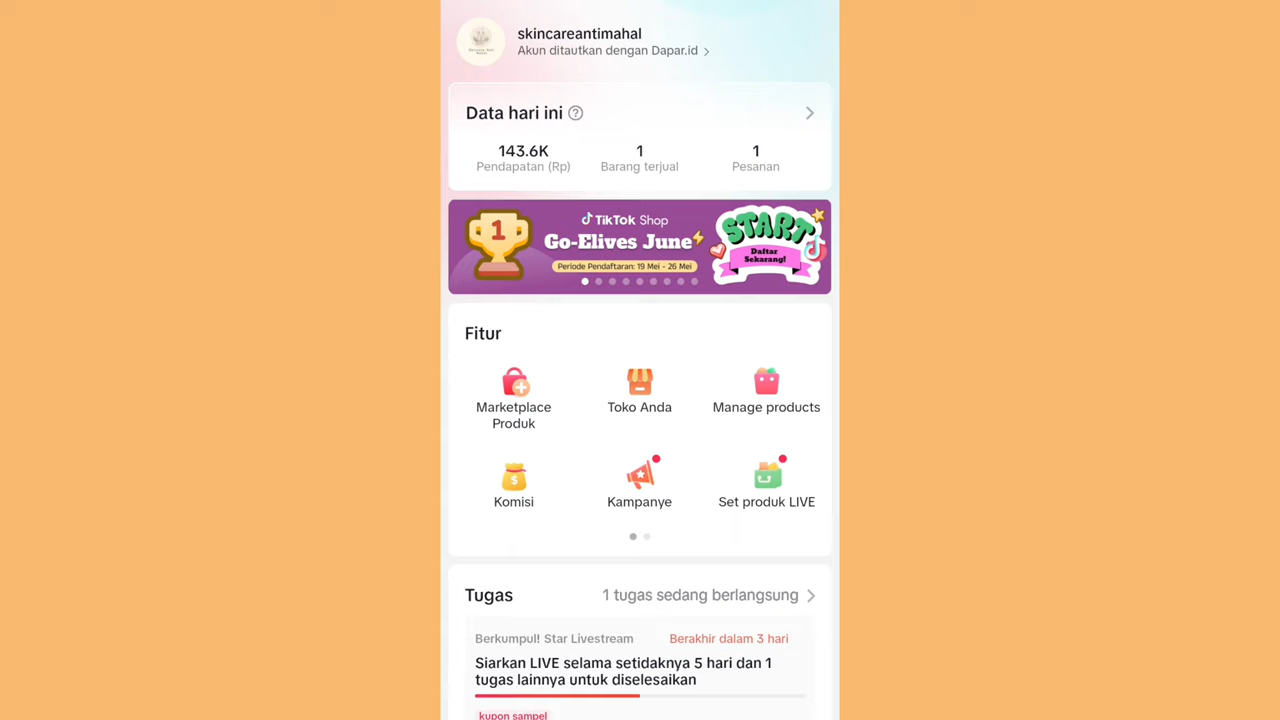 skincareantimahal
Akun ditautkan dengan Dapar.id
Data hari ini
143.6K 1 1
Pendapatan (Rp) Barang terjual Pesanan
1
TikTok Shop
Go-Elives June
Periode Pendaftaran: 19 Mei - 26 Mei
START
Daftar
Sekarang!
Fitur
Marketplace
Produk
Toko Anda
Manage products
Komisi
Kampanye
Set produk LIVE
Tugas
1 tugas sedang berlangsung
Berkumpul! Star Livestream
Berakhir dalam 3 hari
Siarkan LIVE selama setidaknya 5 hari dan 1
tugas lainnya untuk diselesaikan
kupon sampel